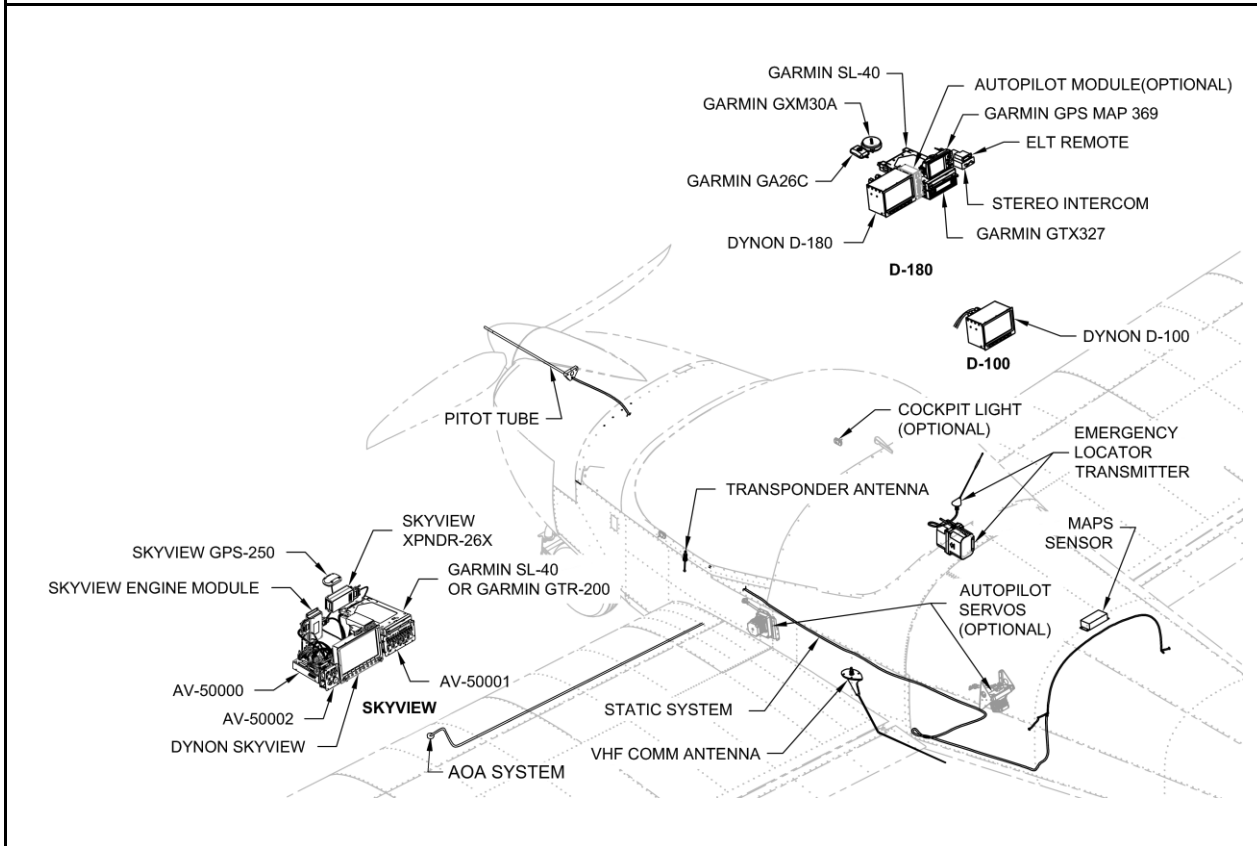 GARMIN SL-40
AUTOPILOT MODULE(OPTIONAL)
GARMIN GXM30A
GARMIN GPS MAP 369
ELT REMOTE
GARMIN GA26C
STEREO INTERCOM
GARMIN GTX327
DYNON D-180
D-180
DYNON D-100
D-100
PITOT TUBE
COCKPIT LIGHT
(OPTIONAL)
EMERGENCY
LOCATOR
TRANSMITTER
TRANSPONDER ANTENNA
MAPS
SENSOR
SKYVIEW
XPNDR-26X
SKYVIEW GPS-250
GARMIN SL-40
OR GARMIN GTR-200
SKYVIEW ENGINE MODULE
AUTOPILOT
SERVOS
(OPTIONAL)
AV-50001
AV-50000
SKYVIEW
AV-50002
STATIC SYSTEM
DYNON SKYVIEW
VHF COMM ANTENNA
AOA SYSTEM